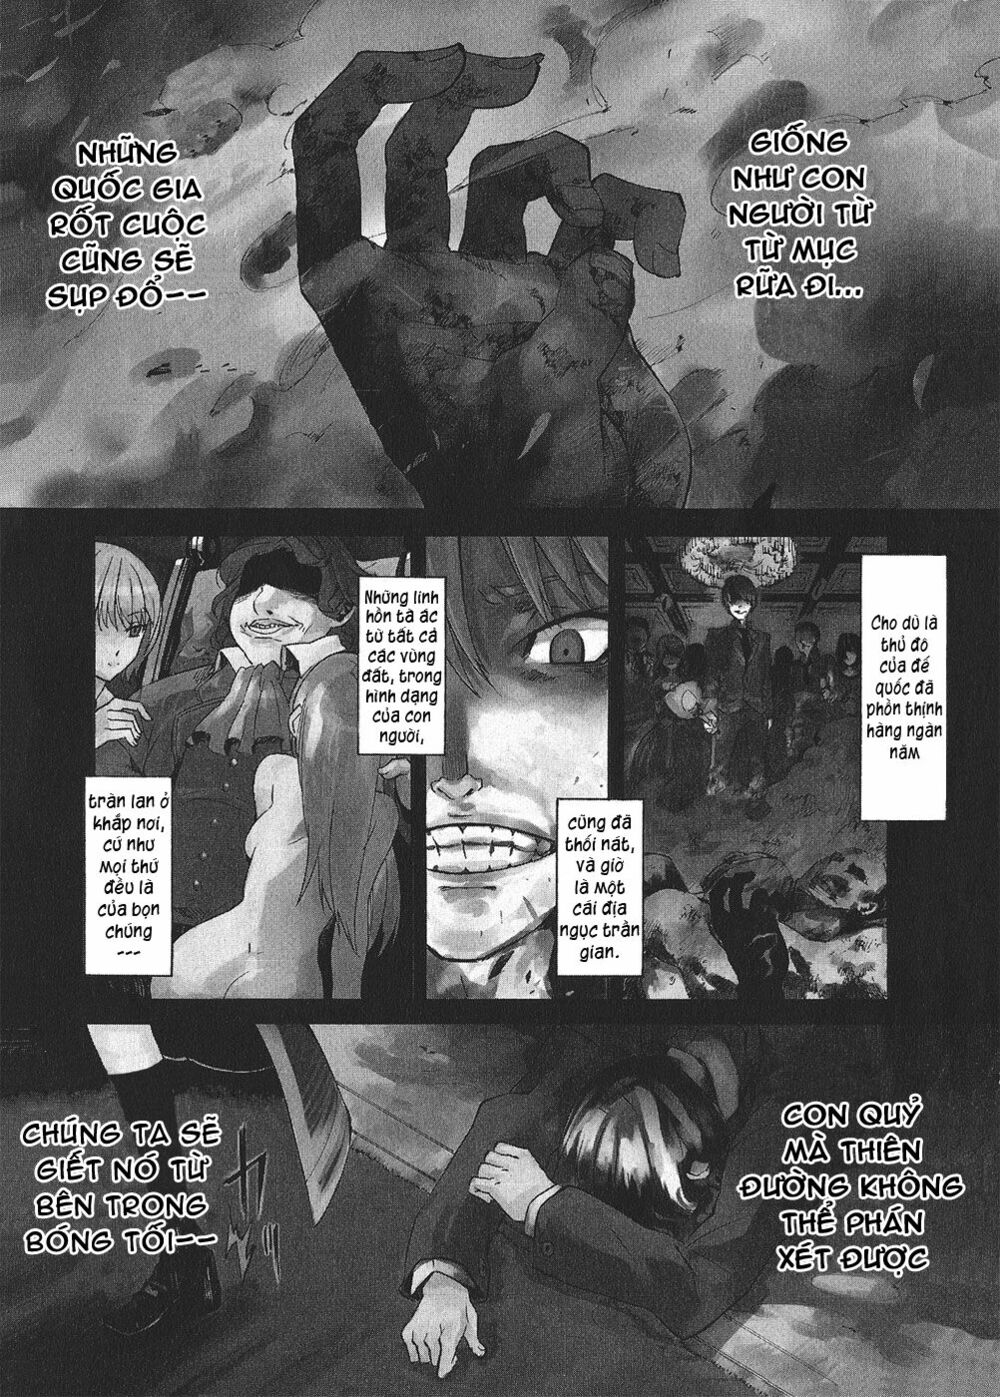 GIỐNG
NHƯ CON
NGƯỜI TỪ
TỪ MỤC
RỮA ĐI...
NHỮNG
QUỐC GIA
RỐT CUỘC
CŨNG SẼ
SỤP ĐỔ--
Cho dù là
thủ đô
của đế
quốc đã
phồn thịnh
hàng ngàn
năm
cũng đã
thối nát,
và giờ
là một
cái địa
ngục trần
gian.
Những linh
hồn tà ác
từ tất cả
các vùng
đất, trong
hình dạng
của con
người,
tràn lan ở
khắp nơi,
cứ như
mọi thứ
đều là
của bọn
chúng
---
CON QUỶ
MÀ THIÊN
ĐƯỜNG KHÔNG
THỂ PHÁN
XÉT ĐƯỢC
CHÚNG TA SẼ
GIẾT NÓ TỪ
BÊN TRONG
BÓNG TỐI--